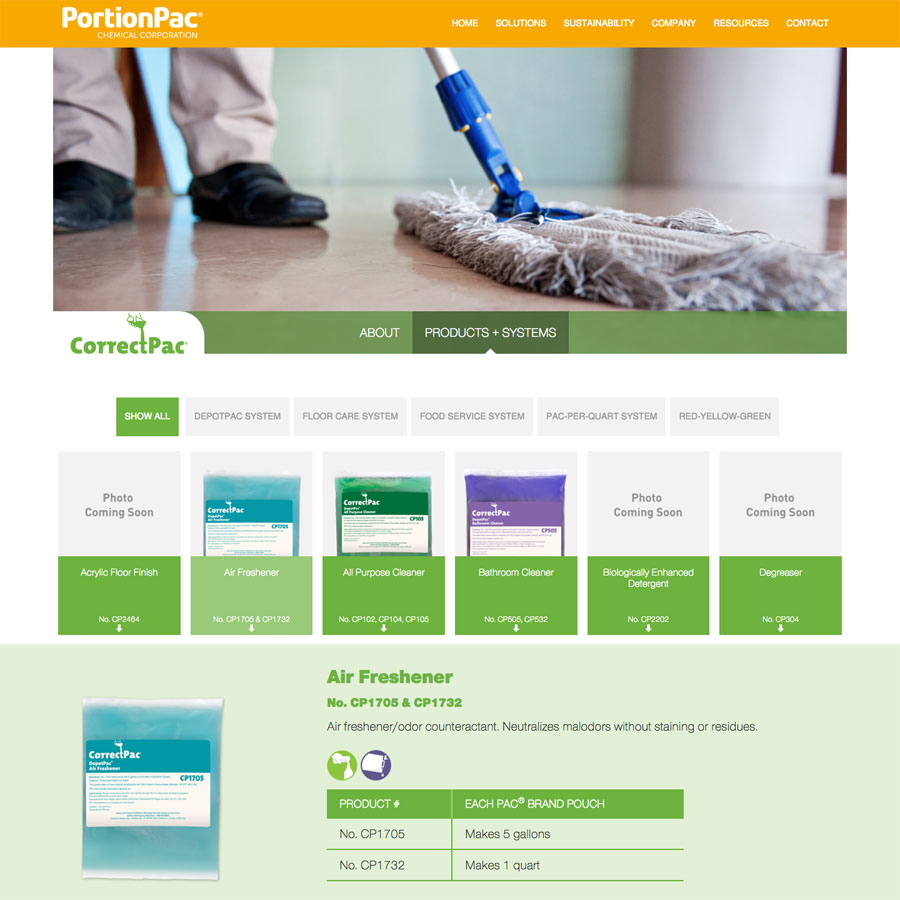 PortionPac®
CHEMICAL CORPORATION
HOME SOLUTIONS SUSTAINABILITY COMPANY RESOURCES CONTACT
CorrectPac®
ABOUT PRODUCTS + SYSTEMS
SHOW ALL DEPOTPAC SYSTEM FLOOR CARE SYSTEM FOOD SERVICE SYSTEM PAC-PER-QUART SYSTEM RED-YELLOW-GREEN
Photo
Coming Soon
Acrylic Floor Finish
No. CP2464
CorrectPac
DepotPac
Air Freshener
CP1705
Air Freshener
No. CP1705 & CP1732
CorrectPac
DepotPac
All Purpose Cleaner
CP105
All Purpose Cleaner
No. CP102, CP104, CP105
CorrectPac
DepotPac
Bathroom Cleaner
CP505
Bathroom Cleaner
No. CP505, CP532
Photo
Coming Soon
Biologically Enhanced
Detergent
No. CP2202
Photo
Coming Soon
Degreaser
No. CP304
CorrectPac
DepotPac
Air Freshener
CP1705
Air Freshener
No. CP1705 & CP1732
Air freshener/odor counteractant. Neutralizes malodors without staining or residues.
PRODUCT # EACH PAC® BRAND POUCH
No. CP1705 Makes 5 gallons
No. CP1732 Makes 1 quart